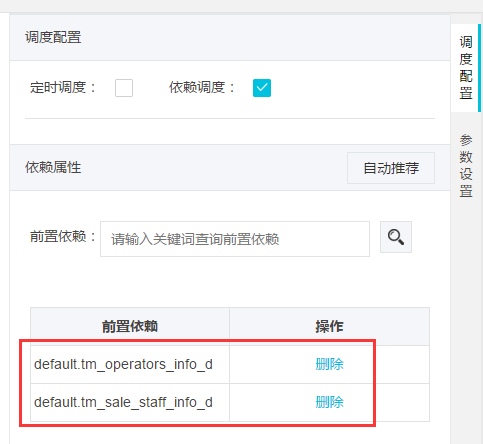 调度配置
定时调度： 依赖调度：
依赖属性 自动推荐
前置依赖： 请输入关键词查询前置依赖
前置依赖 操作
default.tm_operators_info_d 删除
default.tm_sale_staff_info_d 删除
调度配置
参数设置